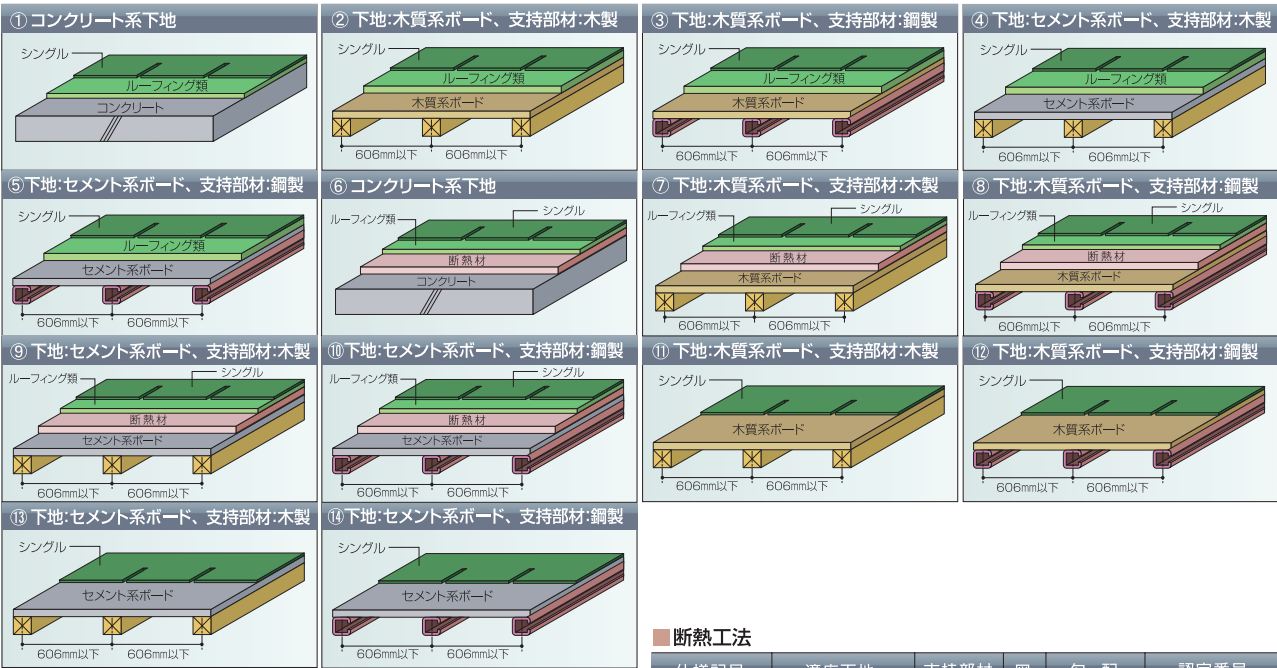 ① コンクリート系下地
シングル
ルーフィング類
コンクリート
② 下地:木質系ボード、支持部材:木製
シングル
ルーフィング類
木質系ボード
606mm以下 606mm以下
③ 下地:木質系ボード、支持部材:鋼製
シングル
ルーフィング類
木質系ボード
606mm以下 606mm以下
④ 下地:セメント系ボード、支持部材:木製
シングル
ルーフィング類
セメント系ボード
606mm以下 606mm以下
⑤ 下地:セメント系ボード、支持部材:鋼製
シングル
ルーフィング類
セメント系ボード
606mm以下 606mm以下
⑥ コンクリート系下地
ルーフィング類 シングル
断熱材
コンクリート
⑦ 下地:木質系ボード、支持部材:木製
ルーフィング類 シングル
断熱材
木質系ボード
606mm以下 606mm以下
⑧ 下地:木質系ボード、支持部材:鋼製
ルーフィング類 シングル
断熱材
木質系ボード
606mm以下 606mm以下
⑨ 下地:セメント系ボード、支持部材:木製
ルーフィング類 シングル
断熱材
セメント系ボード
606mm以下 606mm以下
⑩ 下地:セメント系ボード、支持部材:鋼製
ルーフィング類 シングル
断熱材
セメント系ボード
606mm以下 606mm以下
⑪ 下地:木質系ボード、支持部材:木製
シングル
木質系ボード
606mm以下 606mm以下
⑫ 下地:木質系ボード、支持部材:鋼製
シングル
木質系ボード
606mm以下 606mm以下
⑬ 下地:セメント系ボード、支持部材:木製
シングル
セメント系ボード
606mm以下 606mm以下
⑭ 下地:セメント系ボード、支持部材:鋼製
シングル
セメント系ボード
606mm以下 606mm以下
断熱工法
仕様記号 適応下地 支持部材 図 勾配 認定番号